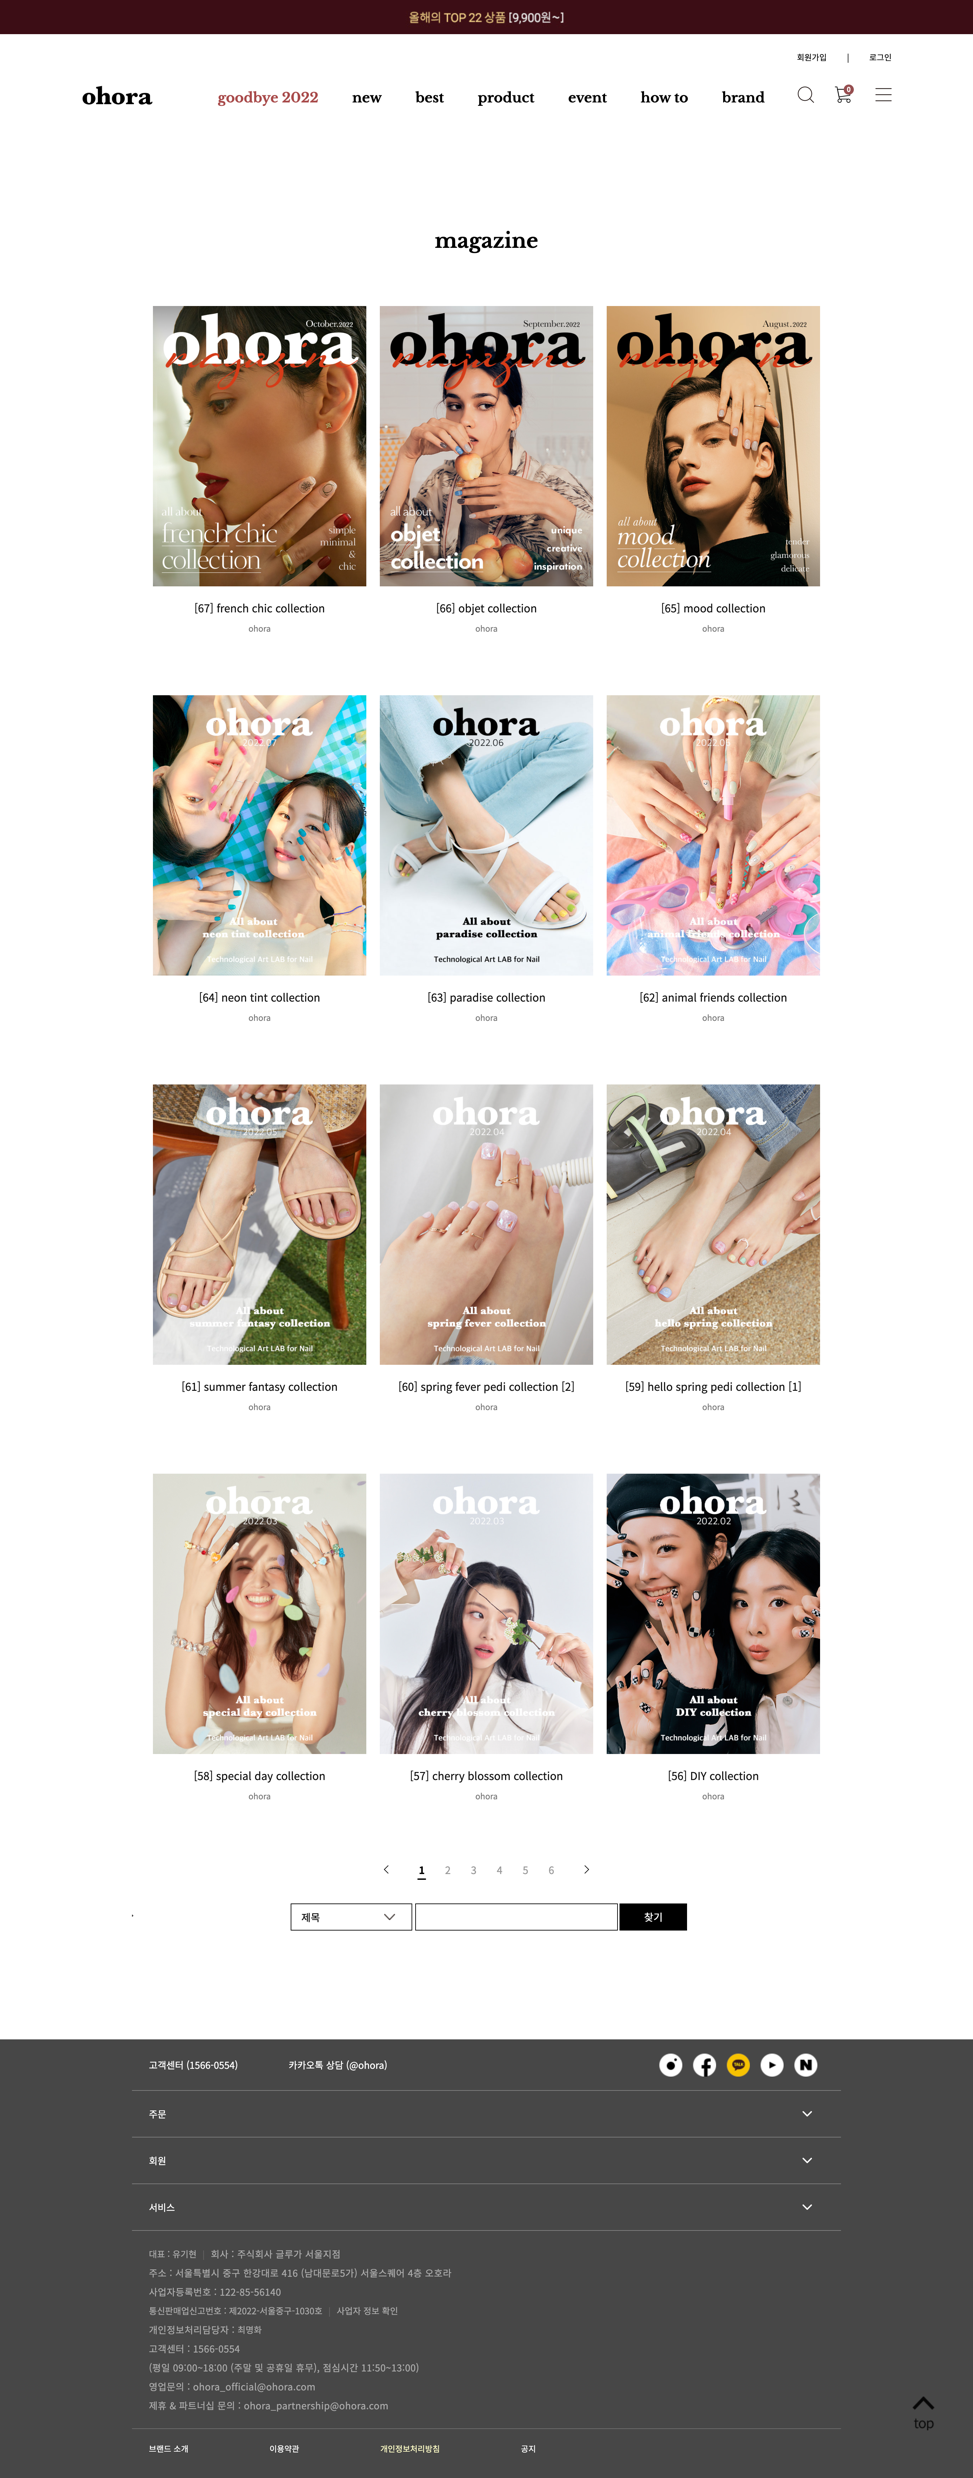 올해의 TOP 22 상품 [9,900원~]
회원가입 | 로그인
ohora goodbye 2022 new best product event how to brand 0
magazine
ohora
October.2022
magazine
all about
french chic
collection
simple
minimal
&
chic
ohora
September.2022
magazine
all about
objet
collection
unique
creative
inspiration
ohora
August.2022
magazine
all about
mood
collection
tender
glamorous
delicate
[67] french chic collection
ohora
[66] objet collection
ohora
[65] mood collection
ohora
ohora
2022.07
All about
neon tint collection
Technological Art LAB for Nail
ohora
2022.06
All about
paradise collection
Technological Art LAB for Nail
ohora
All about
animal friends collection
Technological Art LAB for Nail
[64] neon tint collection
ohora
[63] paradise collection
ohora
[62] animal friends collection
ohora
ohora
2022.05
All about
summer fantasy collection
Technological Art LAB for Nail
ohora
2022.04
All about
spring fever collection
Technological Art LAB for Nail
ohora
2022.04
All about
hello spring collection
Technological Art LAB for Nail
[61] summer fantasy collection
ohora
[60] spring fever pedi collection [2]
ohora
[59] hello spring pedi collection [1]
ohora
ohora
2022.03
All about
special day collection
Technological Art LAB for Nail
ohora
2022.03
All about
cherry blossom collection
Technological Art LAB for Nail
ohora
2022.02
All about
DIY collection
Technological Art LAB for Nail
[58] special day collection
ohora
[57] cherry blossom collection
ohora
[56] DIY collection
ohora
1 2 3 4 5 6
제목 찾기
고객센터 (1566-0554) 카카오톡 상담 (@ohora)
TALK
N
주문
회원
서비스
대표 : 유기현 | 회사 : 주식회사 글루가 서울지점
주소 : 서울특별시 중구 한강대로 416 (남대문로5가) 서울스퀘어 4층 오호라
사업자등록번호 : 122-85-56140
통신판매업신고번호 : 제2022-서울중구-1030호 | 사업자 정보 확인
개인정보처리담당자 : 최명화
고객센터 : 1566-0554
(평일 09:00~18:00 (주말 및 공휴일 휴무), 점심시간 11:50~13:00)
영업문의 : ohora_official@ohora.com
제휴 & 파트너십 문의 : ohora_partnership@ohora.com
top
브랜드 소개 이용약관 개인정보처리방침 공지